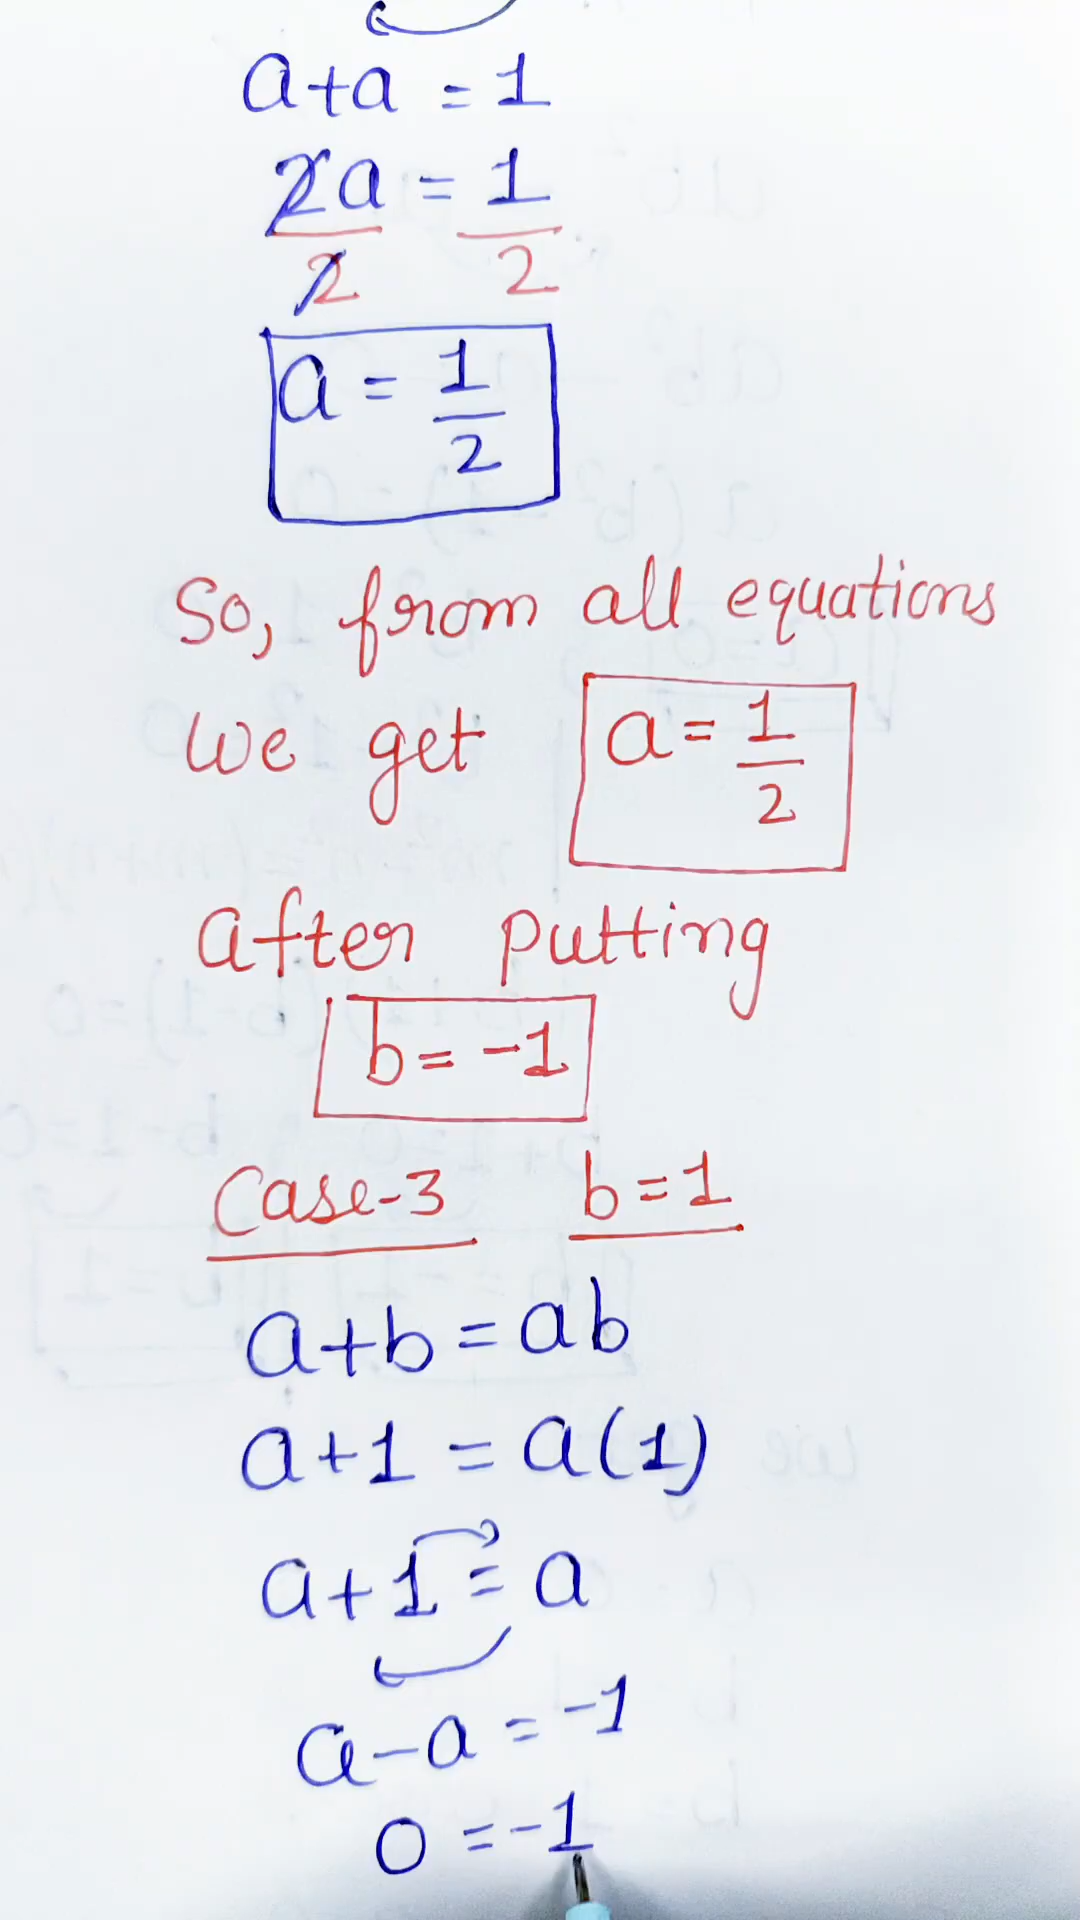 a+a = 1
2a/2 = 1/2
a = 1/2
So, from all equations
we get a = 1/2
After putting
b = -1
Case-3 b = 1
a+b = ab
a+1 = a(1)
a+1 = a
a-a = -1
0 = -1